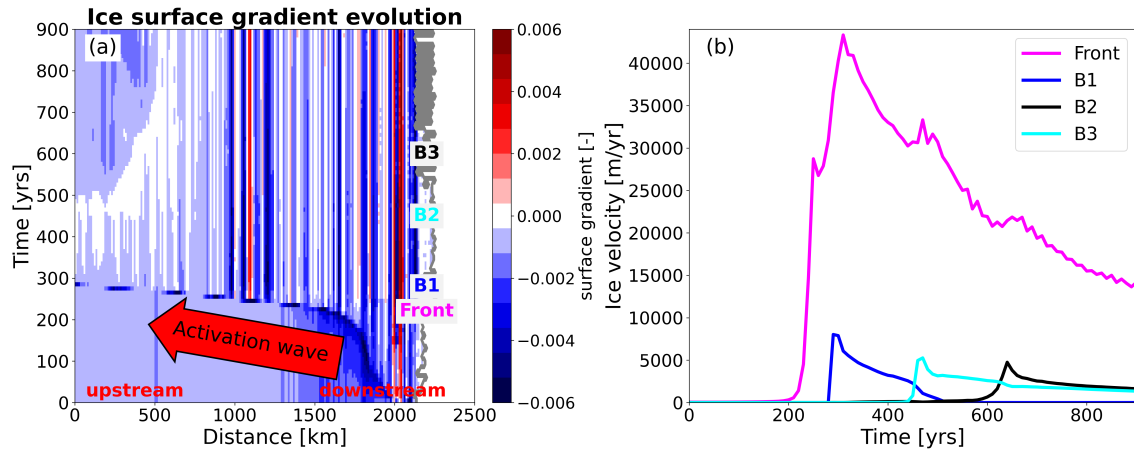 Ice surface gradient evolution
(a)
900
800
700
600
500
400
300
200
100
0
Time [yrs]
0
500
1000
1500
2000
2500
Distance [km]
Activation wave
upstream
downstream
B3
B2
B1
Front
0.006
0.004
0.002
0.000
−0.002
−0.004
−0.006
surface gradient [-]
(b)
40000
35000
30000
25000
20000
15000
10000
5000
0
Ice velocity [m/yr]
0
200
400
600
800
Time [yrs]
Front
B1
B2
B3